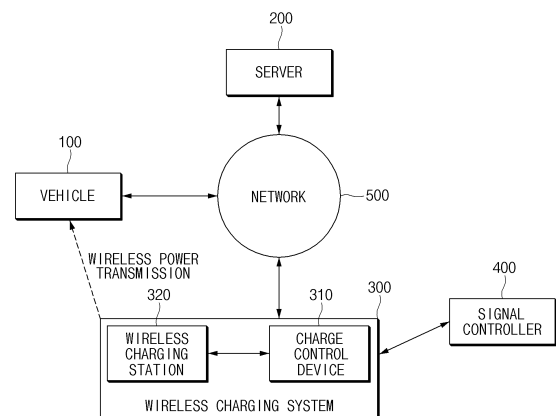 200
SERVER
100
VEHICLE
NETWORK
500
WIRELESS POWER
TRANSMISSION
320
310
300
400
WIRELESS
CHARGING
STATION
CHARGE
CONTROL
DEVICE
SIGNAL
CONTROLLER
WIRELESS CHARGING SYSTEM